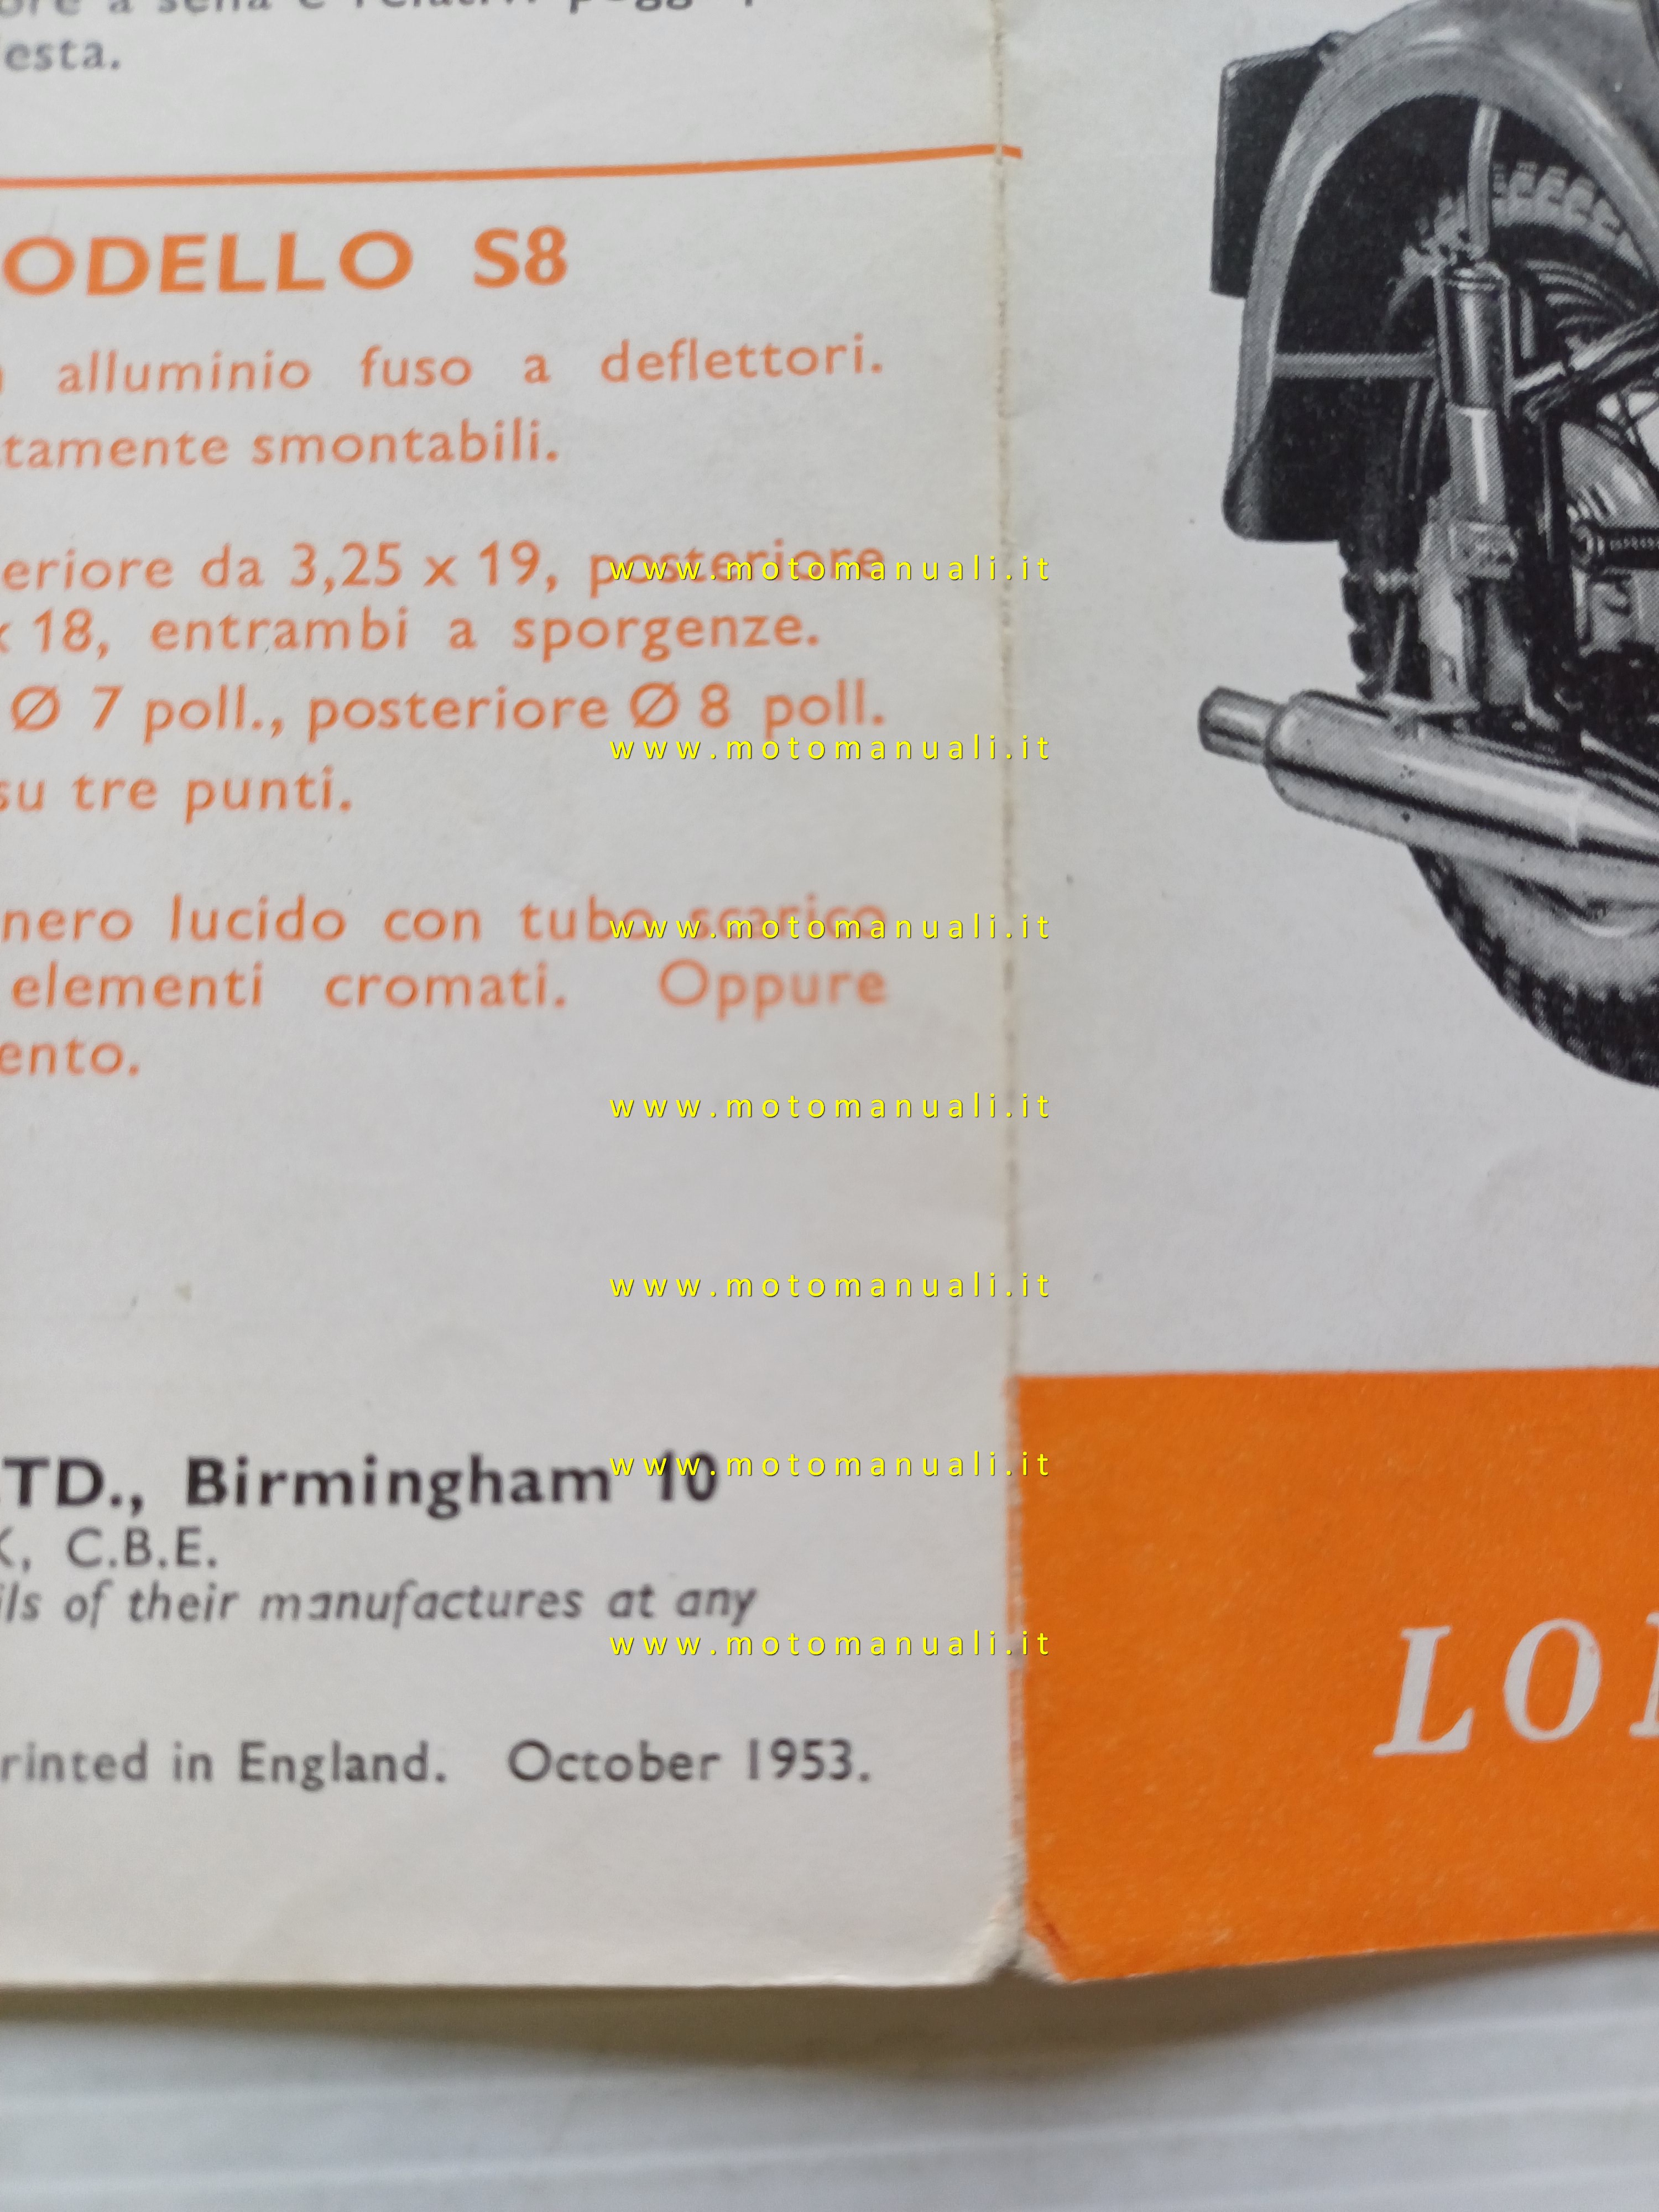 esta.
ODELLO S8
alluminio fuso a deflettori.
tamente smontabili.
eriore da 3,25 x 19, posteriore
x 18, entrambi a sporgenze.
Ø 7 poll., posteriore Ø 8 poll.
su tre punti.
nero lucido con tubo scarico
elementi cromati. Oppure
ento.
TD., Birmingham 10
K, C.B.E.
ils of their manufactures at any
rinted in England. October 1953.
LO
www.motomanuali.it
www.motomanuali.it
www.motomanuali.it
www.motomanuali.it
www.motomanuali.it
www.motomanuali.it
www.motomanuali.it